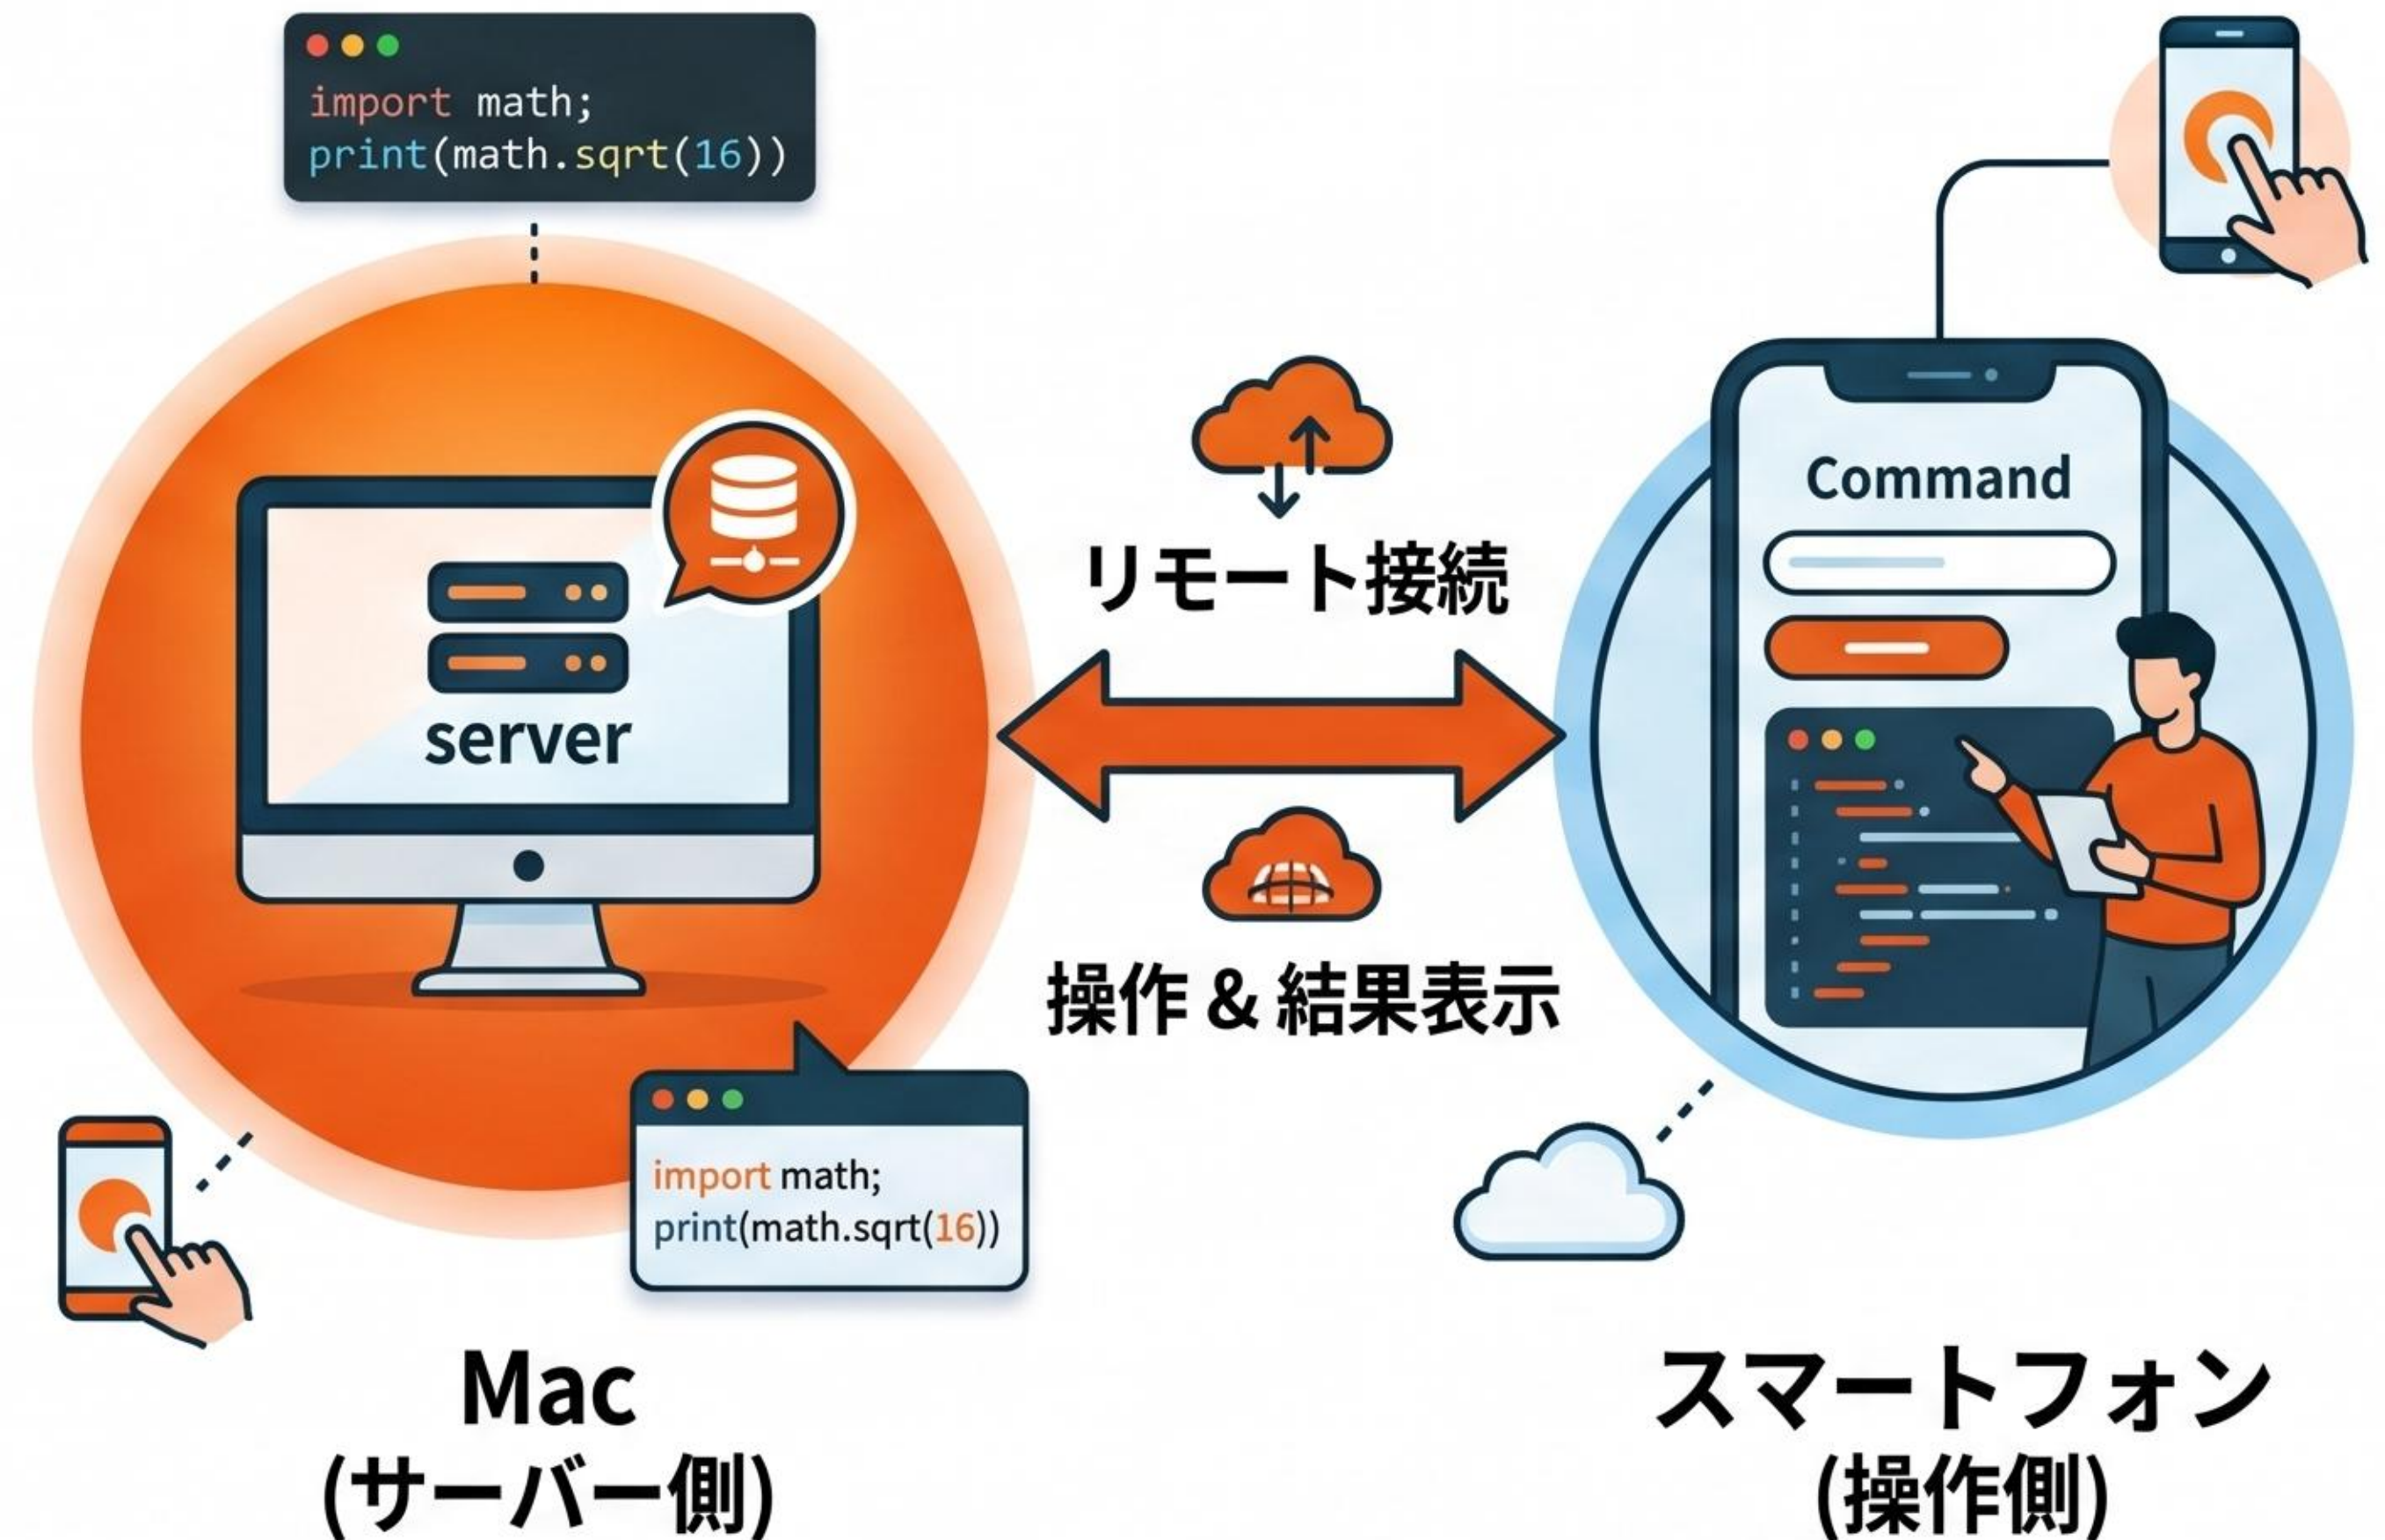 import math;
print(math.sqrt(16))
server
リモート接続
操作 & 結果表示
Command
import math;
print(math.sqrt(16))
Mac
(サーバー側)
スマートフォン
(操作側)